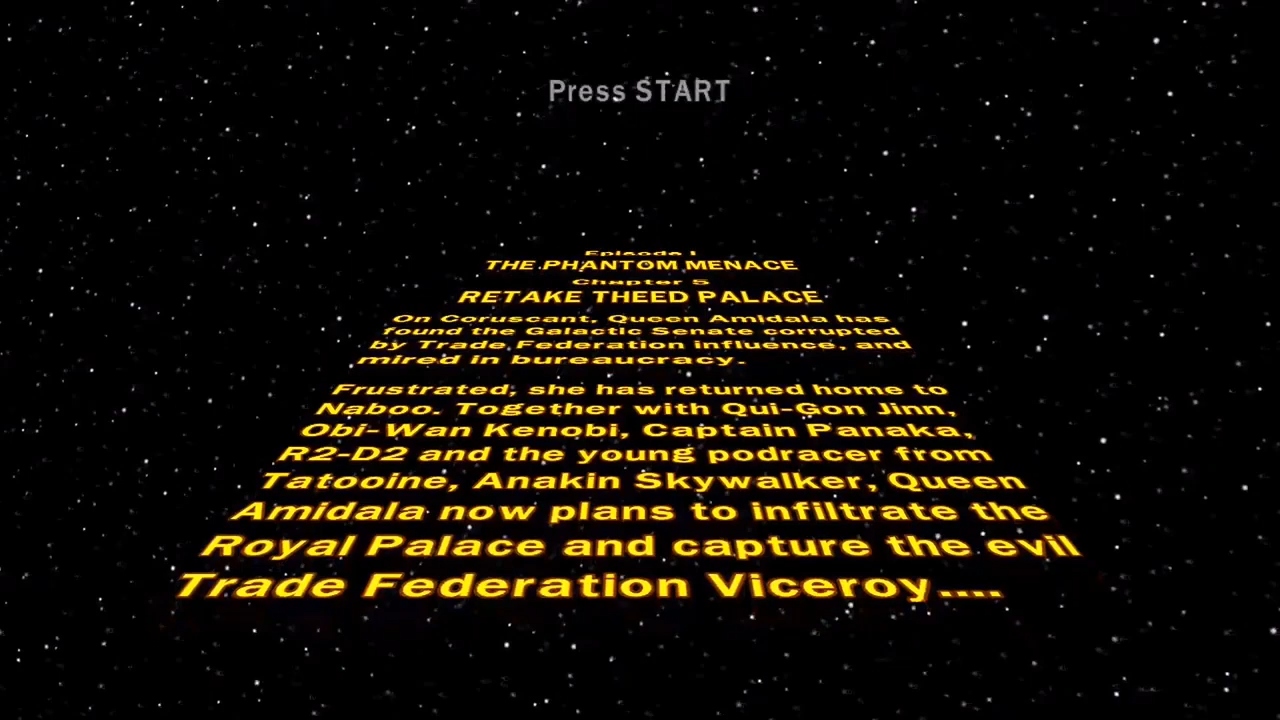 Press START
Episode I
THE PHANTOM MENACE
Chapter 5
RETAKE THEED PALACE
On Coruscant, Queen Amidala has
found the Galactic Senate corrupted
by Trade Federation influence, and
mired in bureaucracy.
Frustrated, she has returned home to
Naboo. Together with Qui-Gon Jinn,
Obi-Wan Kenobi, Captain Panaka,
R2-D2 and the young podracer from
Tatooine, Anakin Skywalker, Queen
Amidala now plans to infiltrate the
Royal Palace and capture the evil
Trade Federation Viceroy....